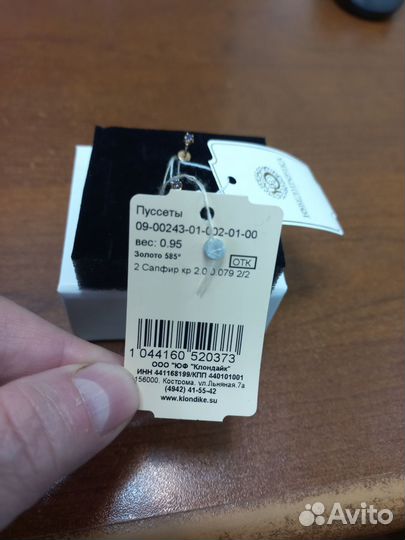 Пуссеты
09-00243-01-002-01-00
вес: 0.95
Золото 585°
ОТК
2 Сапфир кр 2.0 0.079 2/2
1 044160 520373
ООО "ЮФ "Клондайк"
ИНН 441168199/КПП 440101001
156000, Кострома, ул.Льняная,7а
(4942) 41-55-42
www.klondike.su
Avito